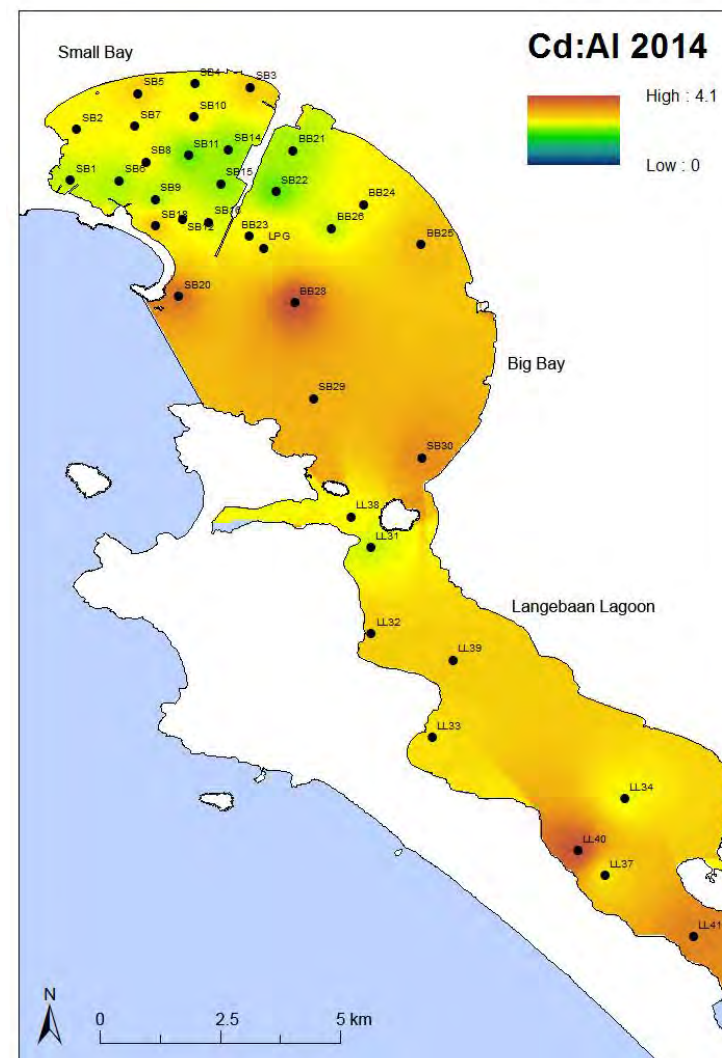 Cd:Al 2014
High : 4.1
Low : 0
Small Bay
SB4
SB3
SB5
SB10
SB2
SB7
SB14
BB21
SB11
SB8
SB1
SB6
SB15
SB22
SB9
BB24
SB16
SB12
BB26
BB23
LPG
BB25
SB20
BB28
Big Bay
SB29
SB30
LL38
LL31
Langebaan Lagoon
LL32
LL39
LL33
LL34
LL40
LL37
LL41
N
0 2.5 5 km